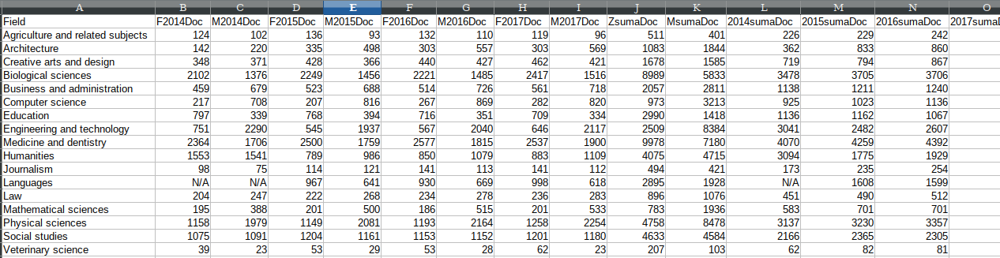 A B C D E F G H I J K L M N O
Field F2014Doc M2014Doc F2015Doc M2015Doc F2016Doc M2016Doc F2017Doc M2017Doc ZsumaDoc MsumaDoc 2014sumaDoc 2015sumaDoc 2016sumaDoc 2017sumaD
Agriculture and related subjects 124 102 136 93 132 110 119 96 511 401 226 229 242
Architecture 142 220 335 498 303 557 303 569 1083 1844 362 833 860
Creative arts and design 348 371 428 366 440 427 462 421 1678 1585 719 794 867
Biological sciences 2102 1376 2249 1456 2221 1485 2417 1516 8989 5833 3478 3705 3706
Business and administration 459 679 523 688 514 726 561 718 2057 2811 1138 1211 1240
Computer science 217 708 207 816 267 869 282 820 973 3213 925 1023 1136
Education 797 339 768 394 716 351 709 334 2990 1418 1136 1162 1067
Engineering and technology 751 2290 545 1937 567 2040 646 2117 2509 8384 3041 2482 2607
Medicine and dentistry 2364 1706 2500 1759 2577 1815 2537 1900 9978 7180 4070 4259 4392
Humanities 1553 1541 789 986 850 1079 883 1109 4075 4715 3094 1775 1929
Journalism 98 75 114 121 141 113 141 112 494 421 173 235 254
Languages N/A N/A 967 641 930 669 998 618 2895 1928 N/A 1608 1599
Law 204 247 222 268 234 278 236 283 896 1076 451 490 512
Mathematical sciences 195 388 201 500 186 515 201 533 783 1936 583 701 701
Physical sciences 1158 1979 1149 2081 1193 2164 1258 2254 4758 8478 3137 3230 3357
Social studies 1075 1091 1204 1161 1153 1152 1201 1180 4633 4584 2166 2365 2305
Veterinary science 39 23 53 29 53 28 62 23 207 103 62 82 81